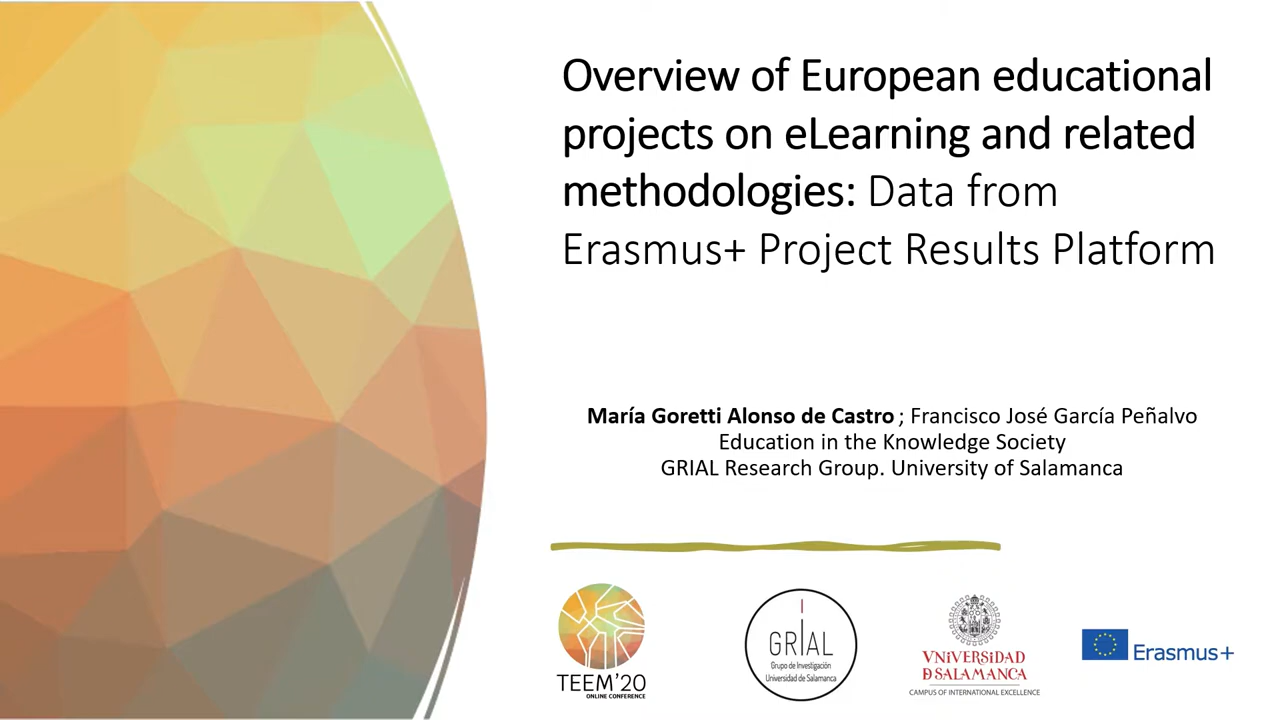 Overview of European educational
projects on eLearning and related
methodologies: Data from
Erasmus+ Project Results Platform
María Goretti Alonso de Castro ; Francisco José García Peñalvo
Education in the Knowledge Society
GRIAL Research Group. University of Salamanca
TEEM'20
ONLINE CONFERENCE
GRIAL
Grupo de Investigación
Universidad de Salamanca
VNiVERSiDAD
D SALAMANCA
CAMPUS OF INTERNATIONAL EXCELLENCE
Erasmus+